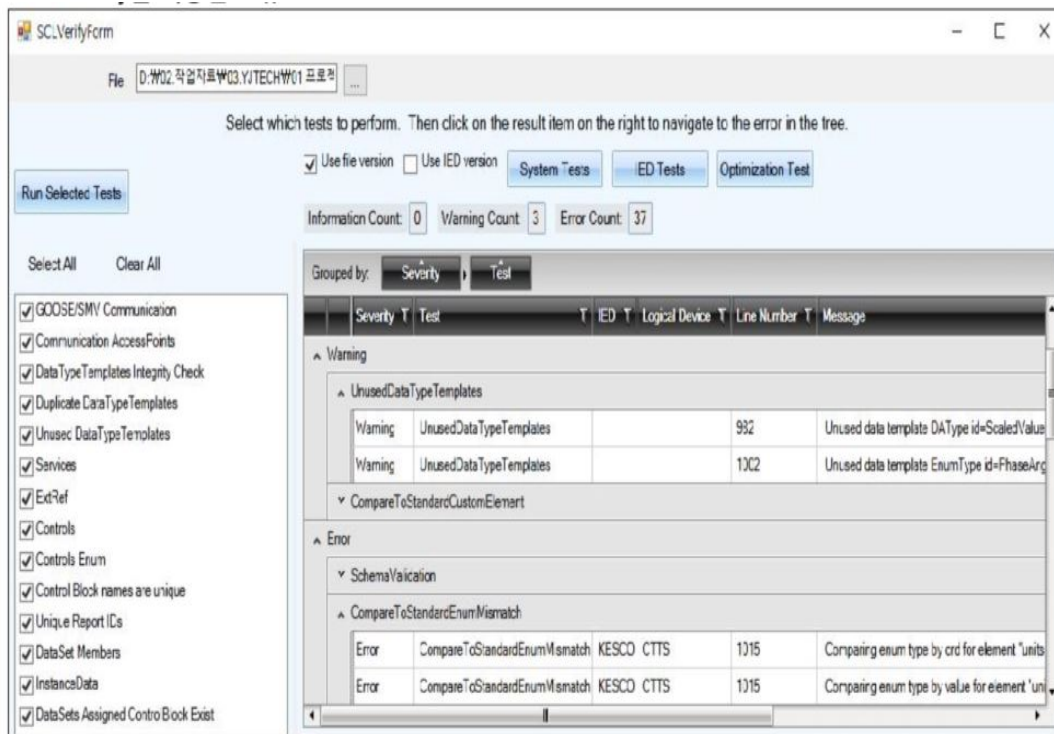 SCLVerifyForm
File D:₩02.작업자료₩03.YJTECH₩01 프로젝 ...
Select which tests to perform. Then click on the result item on the right to navigate to the error in the tree.
Use file version Use IED version System Tests IED Tests Optimization Test
Run Selected Tests
Information Count: 0 Warning Count: 3 Error Count: 37
Select All Clear All
GOOSE/SMV Communication
Communication AccessPoints
DataTypeTemplates Integrity Check
Duplicate DataTypeTemplates
Unused DataTypeTemplates
Services
ExtRef
Controls
Controls Enum
Control Block names are unique
Unique Report IDs
DataSet Members
InstanceData
DataSets Assigned Control Block Exist
Grouped by: Severity Test
Severity Test IED Logical Device Line Number Message
Warning
UnusedDataTypeTemplates
Warning UnusedDataTypeTemplates 982 Unused data template DAType id=ScaledValue
Warning UnusedDataTypeTemplates 1002 Unused data template EnumType id=PhaseAng
CompareToStandardCustomElement
Error
SchemaValidation
CompareToStandardEnumMismatch
Error CompareToStandardEnumMismatch KESCO CTTS 1015 Comparing enum type by ord for element "units
Error CompareToStandardEnumMismatch KESCO CTTS 1015 Comparing enum type by value for element "uni